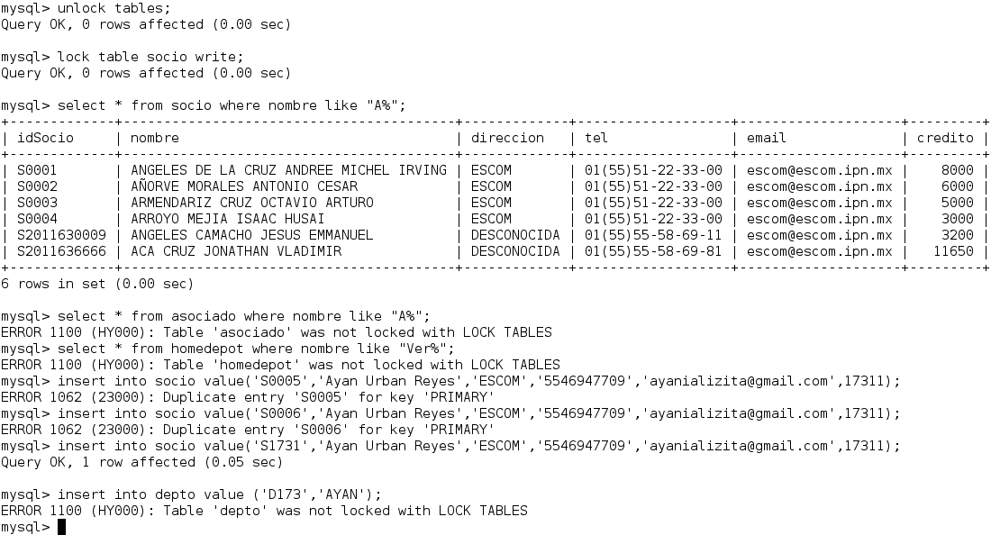 mysql> unlock tables;
Query OK, 0 rows affected (0.00 sec)
mysql> lock table socio write;
Query OK, 0 rows affected (0.00 sec)
mysql> select * from socio where nombre like "A%";
+-------------+-----------------------------------------+-------------+-------------------+--------------------+---------+
| idSocio     | nombre                                  | direccion   | tel               | email              | credito |
+-------------+-----------------------------------------+-------------+-------------------+--------------------+---------+
| S0001       | ANGELES DE LA CRUZ ANDREE MICHEL IRVING | ESCOM       | 01(55)51-22-33-00 | escom@escom.ipn.mx |    8000 |
| S0002       | AÑORVE MORALES ANTONIO CESAR            | ESCOM       | 01(55)51-22-33-00 | escom@escom.ipn.mx |    6000 |
| S0003       | ARMENDARIZ CRUZ OCTAVIO ARTURO          | ESCOM       | 01(55)51-22-33-00 | escom@escom.ipn.mx |    5000 |
| S0004       | ARROYO MEJIA ISAAC HUSAI                | ESCOM       | 01(55)51-22-33-00 | escom@escom.ipn.mx |    3000 |
| S2011630009 | ANGELES CAMACHO JESUS EMMANUEL          | DESCONOCIDA | 01(55)55-58-69-11 | escom@escom.ipn.mx |    3200 |
| S2011636666 | ACA CRUZ JONATHAN VLADIMIR              | DESCONOCIDA | 01(55)55-58-69-81 | escom@escom.ipn.mx |   11650 |
+-------------+-----------------------------------------+-------------+-------------------+--------------------+---------+
6 rows in set (0.00 sec)
mysql> select * from asociado where nombre like "A%";
ERROR 1100 (HY000): Table 'asociado' was not locked with LOCK TABLES
mysql> select * from homedepot where nombre like "Ver%";
ERROR 1100 (HY000): Table 'homedepot' was not locked with LOCK TABLES
mysql> insert into socio value('S0005','Ayan Urban Reyes','ESCOM','5546947709','ayanializita@gmail.com',17311);
ERROR 1062 (23000): Duplicate entry 'S0005' for key 'PRIMARY'
mysql> insert into socio value('S0006','Ayan Urban Reyes','ESCOM','5546947709','ayanializita@gmail.com',17311);
ERROR 1062 (23000): Duplicate entry 'S0006' for key 'PRIMARY'
mysql> insert into socio value('S1731','Ayan Urban Reyes','ESCOM','5546947709','ayanializita@gmail.com',17311);
Query OK, 1 row affected (0.05 sec)
mysql> insert into depto value ('D173','AYAN');
ERROR 1100 (HY000): Table 'depto' was not locked with LOCK TABLES
mysql>